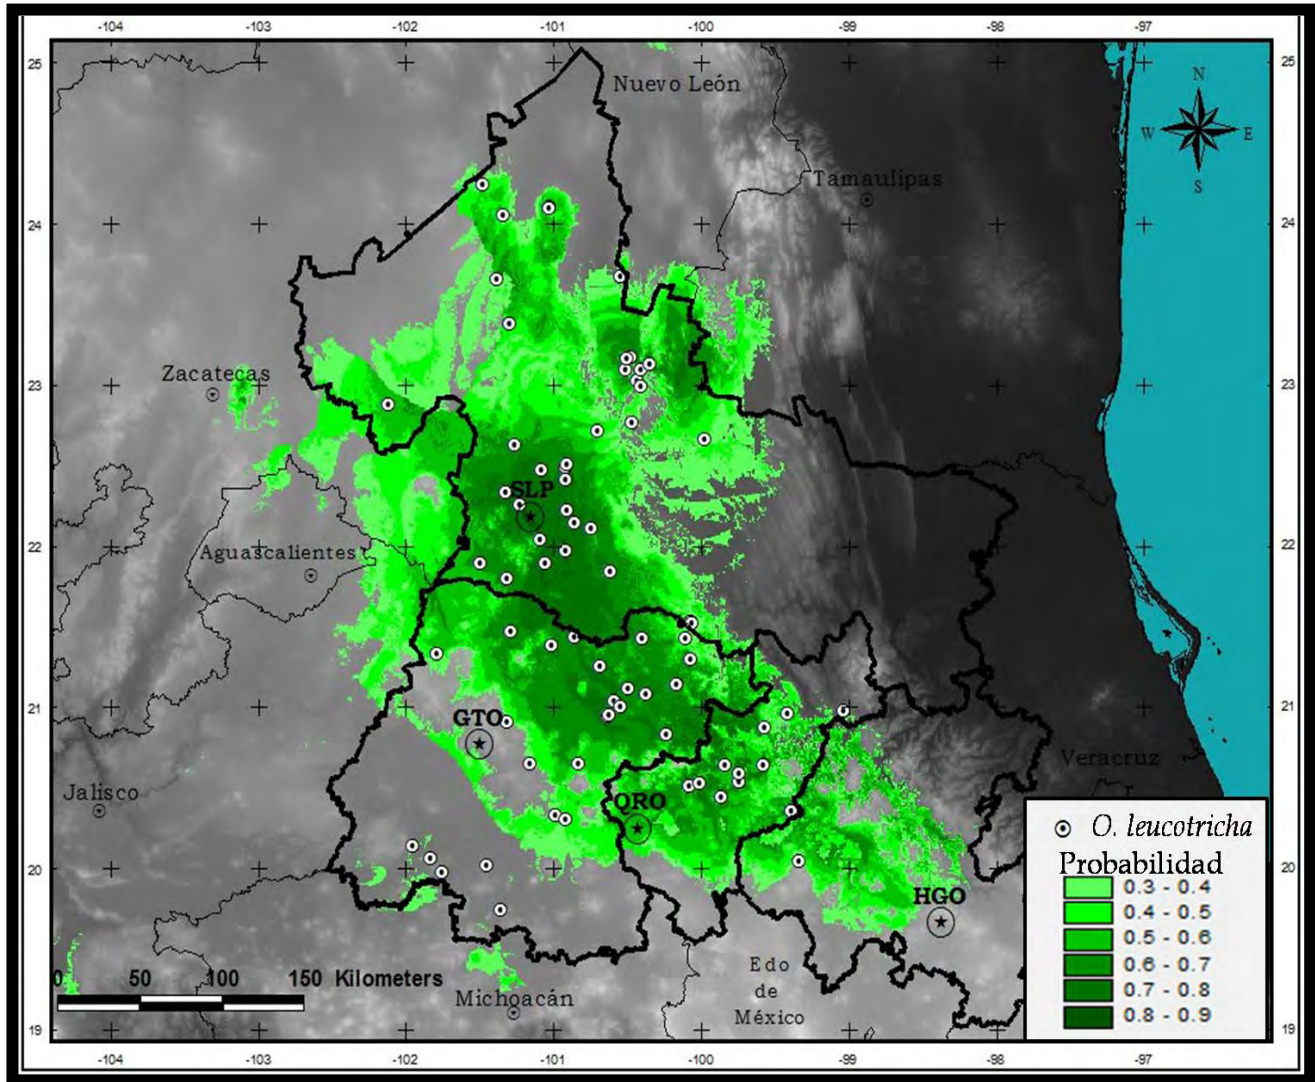 -104 -103 -102 -101 -100 -99 -98 -97
25 25
Nuevo León
N
W E
S
Tamaulipas
24 24
Zacatecas
23 23
SLP
22 22
Aguascalientes
21 21
GTO
Veracruz
Jalisco
QRO
O. leucotricha
Probabilidad
20 20
0.3 - 0.4
HGO
0.4 - 0.5
0.5 - 0.6
0.6 - 0.7
0.7 - 0.8
0.8 - 0.9
Edo
de
México
0 50 100 150 Kilometers
Michoacán
19 19
-104 -103 -102 -101 -100 -99 -98 -97